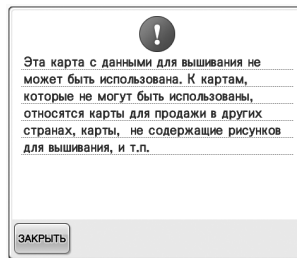 Эта карта с данными для вышивания не
может быть использована. К картам,
которые не могут быть использованы,
относятся карты для продажи в других
странах, карты, не содержащие рисунков
для вышивания, и т.п.
ЗАКРЫТЬ